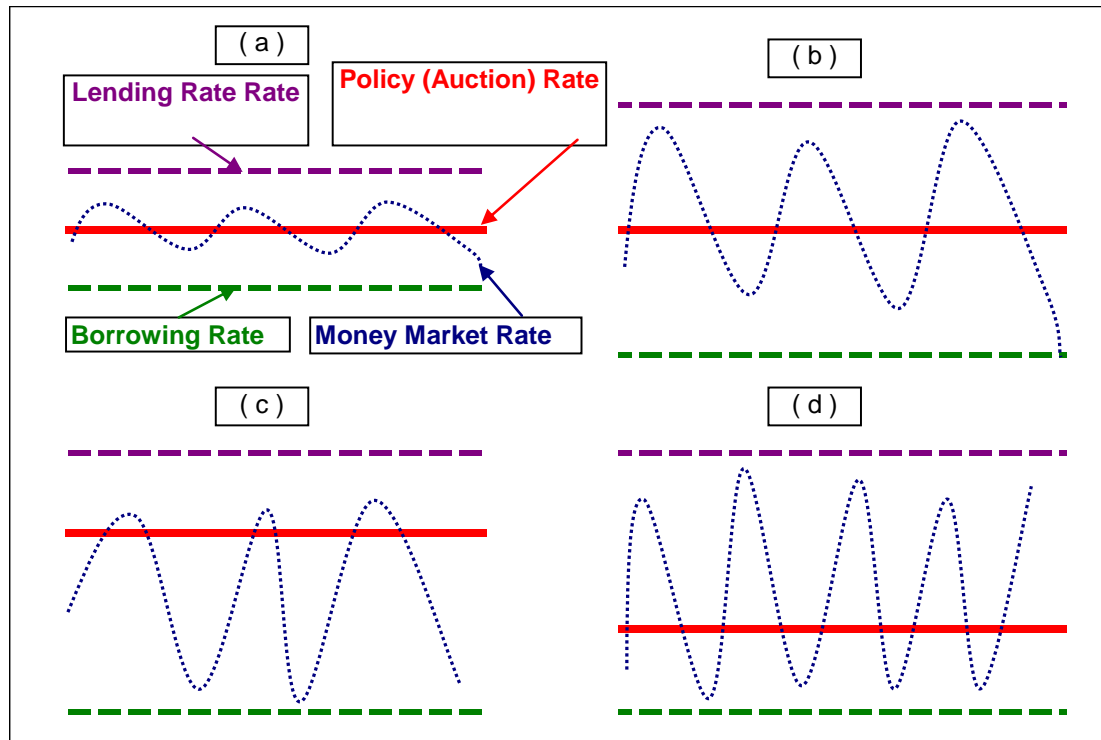 ( a )
Lending Rate Rate
Policy (Auction) Rate
Borrowing Rate
Money Market Rate
( b )
( c )
( d )